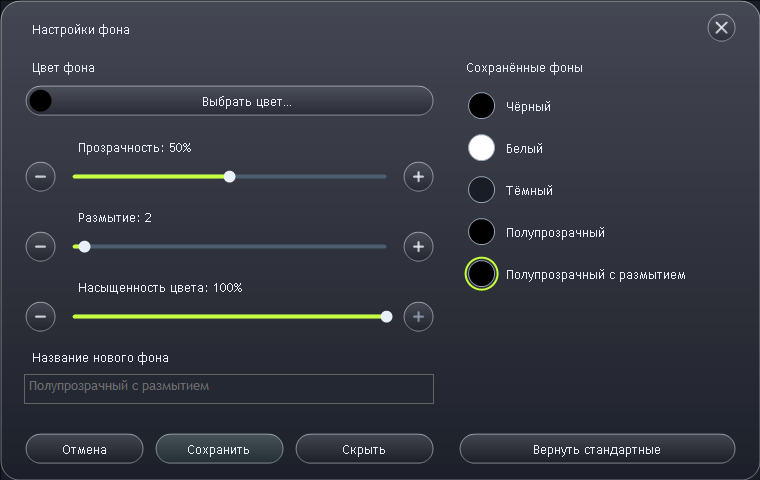 Настройки фона
Цвет фона
Выбрать цвет...
Прозрачность: 50%
Размытие: 2
Насыщенность цвета: 100%
Название нового фона
Полупрозрачный с размытием
Отмена
Сохранить
Скрыть
Сохранённые фоны
Чёрный
Белый
Тёмный
Полупрозрачный
Полупрозрачный с размытием
Вернуть стандартные